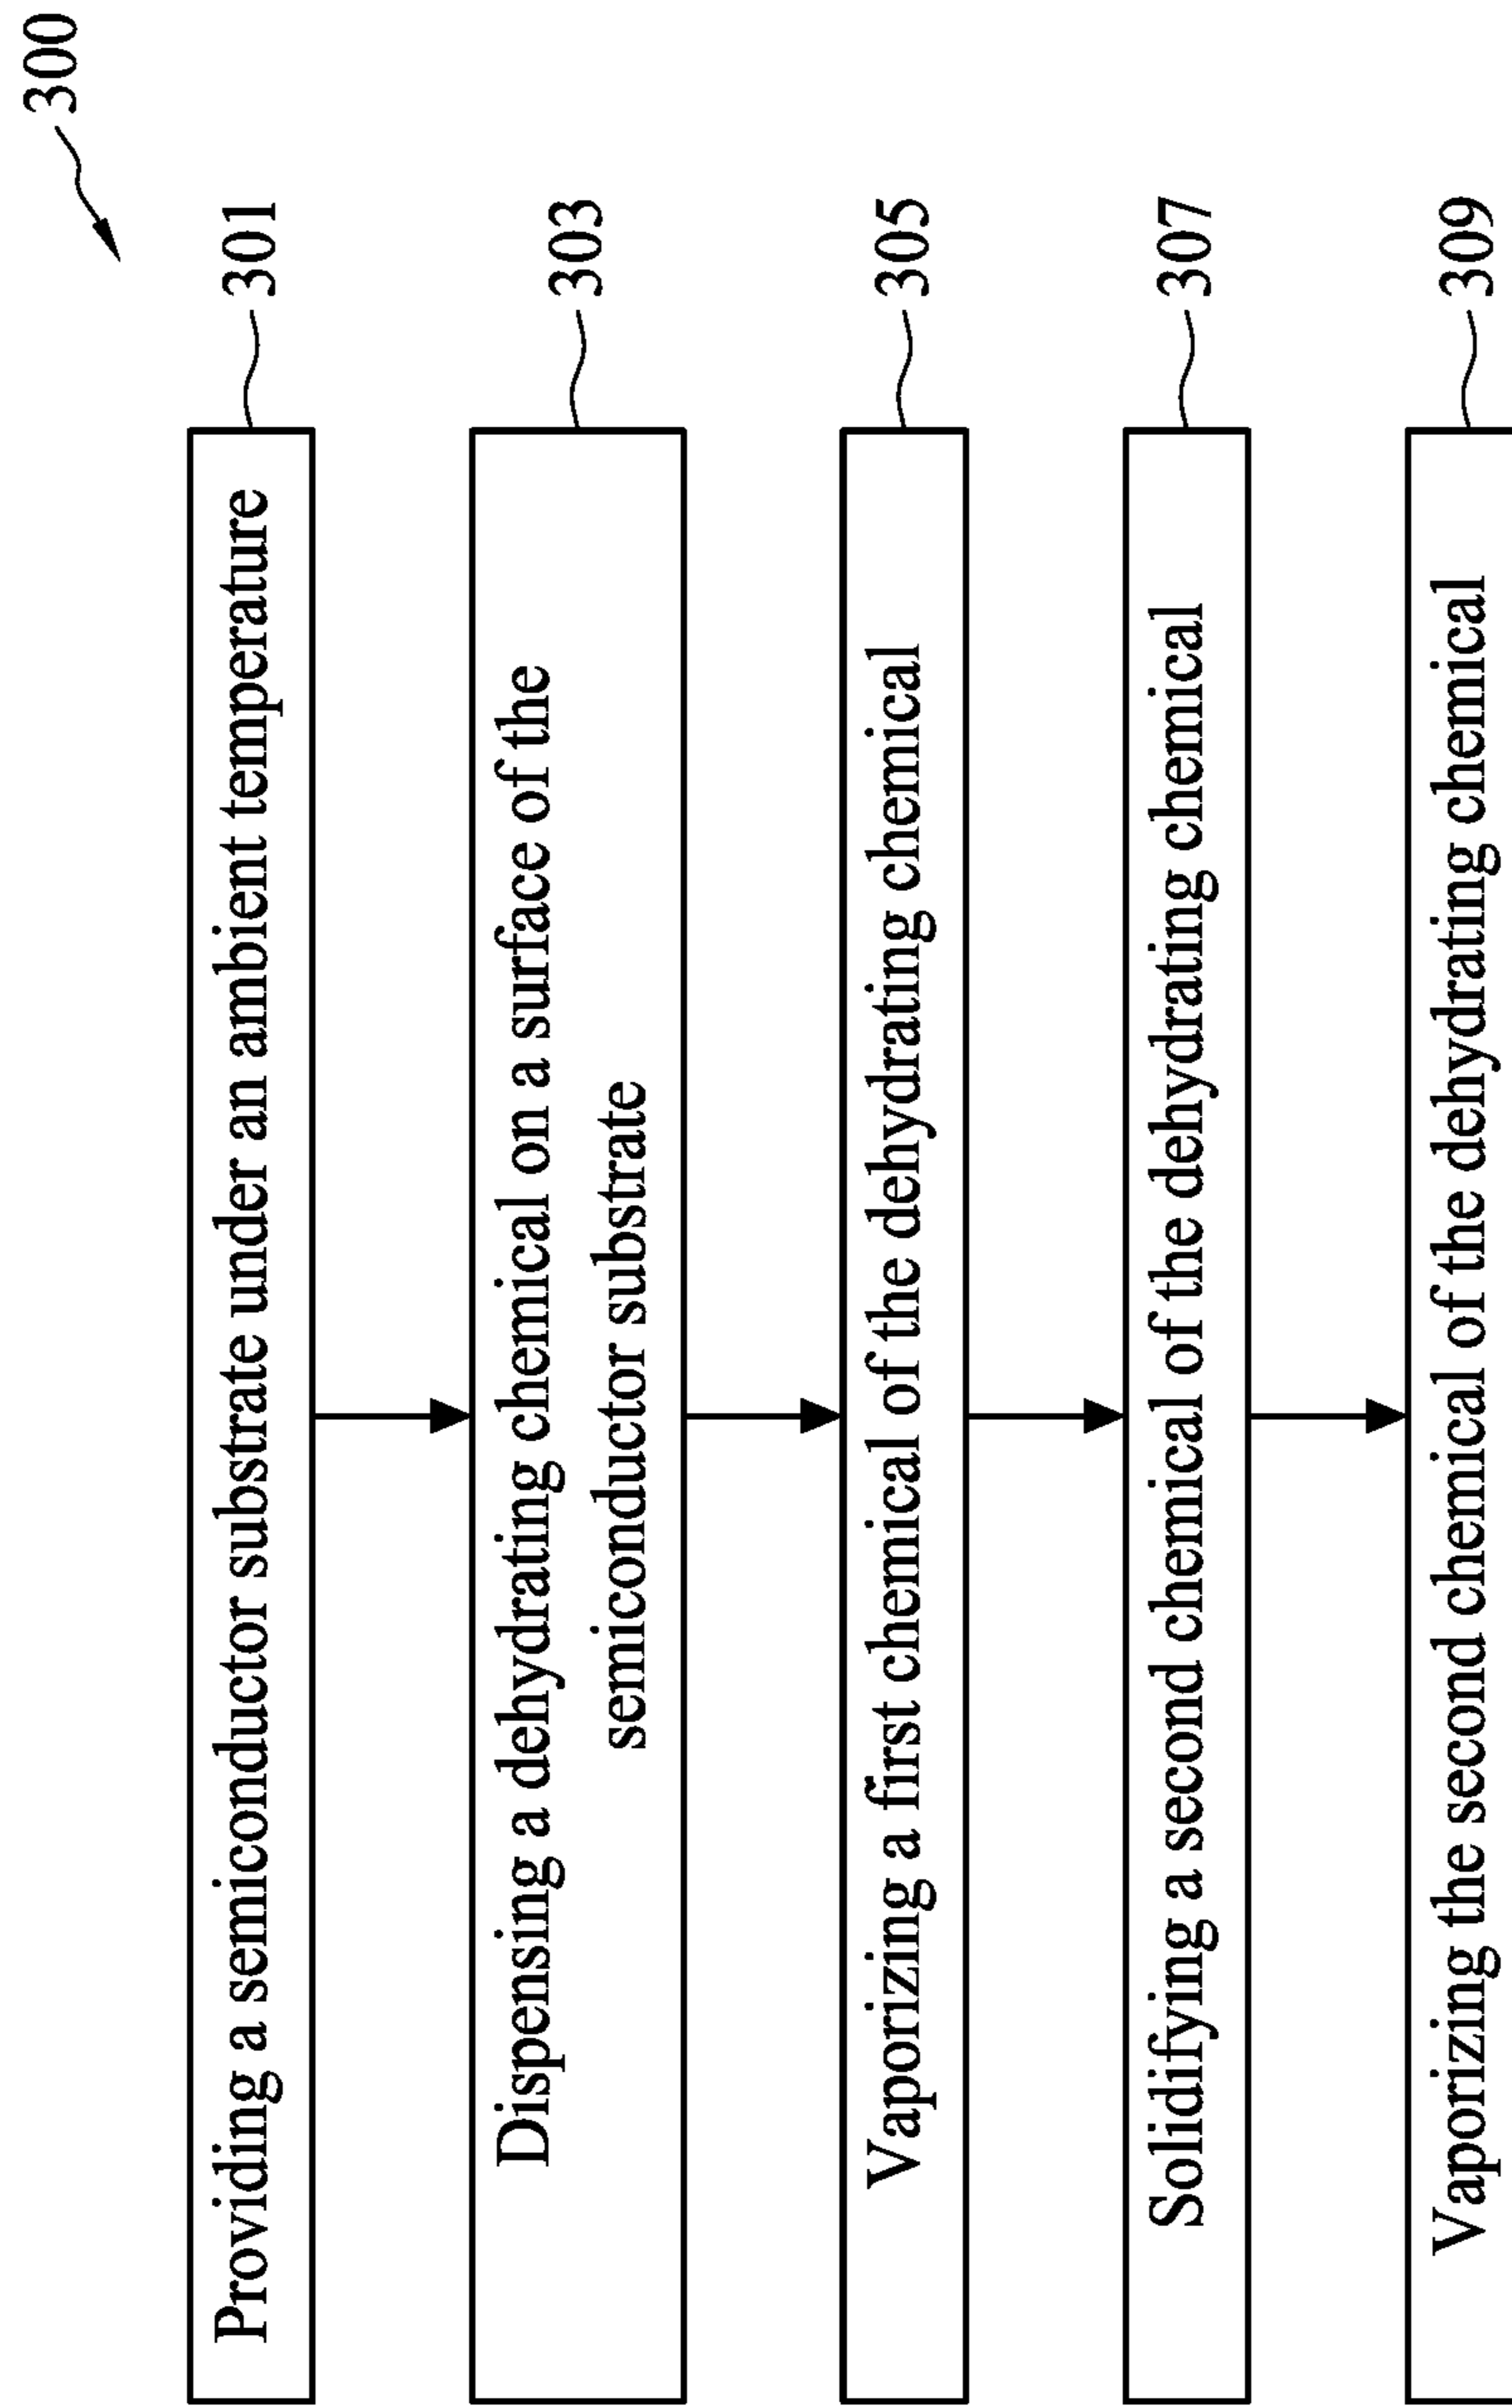 300
Providing a semiconductor substrate under an ambient temperature
301
Dispensing a dehydrating chemical on a surface of the
semiconductor substrate
303
Vaporizing a first chemical of the dehydrating chemical
305
Solidifying a second chemical of the dehydrating chemical
307
Vaporizing the second chemical of the dehydrating chemical
309